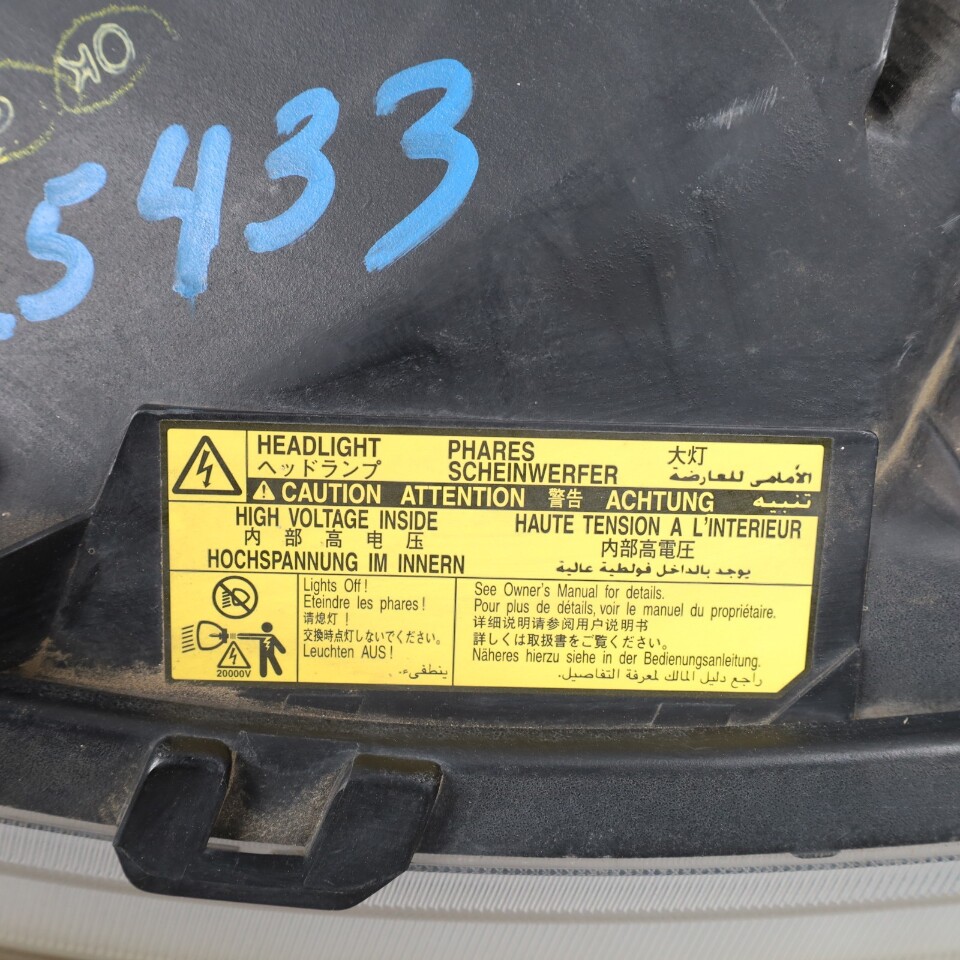 OK
5433
HEADLIGHT PHARES 大灯
ヘッドランプ SCHEINWERFER الأمامي للعارضة
CAUTION ATTENTION 警告 ACHTUNG تنبيه
HIGH VOLTAGE INSIDE HAUTE TENSION A L'INTERIEUR
内部高电压 内部高電圧
HOCHSPANNUNG IM INNERN يوجد بالداخل فولطية عالية
Lights Off!
Eteindre les phares!
请熄灯!
交換時点灯しないでください。
Leuchten AUS!
ينطفىء.
20000V
See Owner's Manual for details.
Pour plus de détails, voir le manuel du propriétaire.
详细说明请参阅用户说明书
詳しくは取扱書をご覧ください。
Näheres hierzu siehe in der Bedienungsanleitung.
راجع دليل المالك لمعرفة التفاصيل.